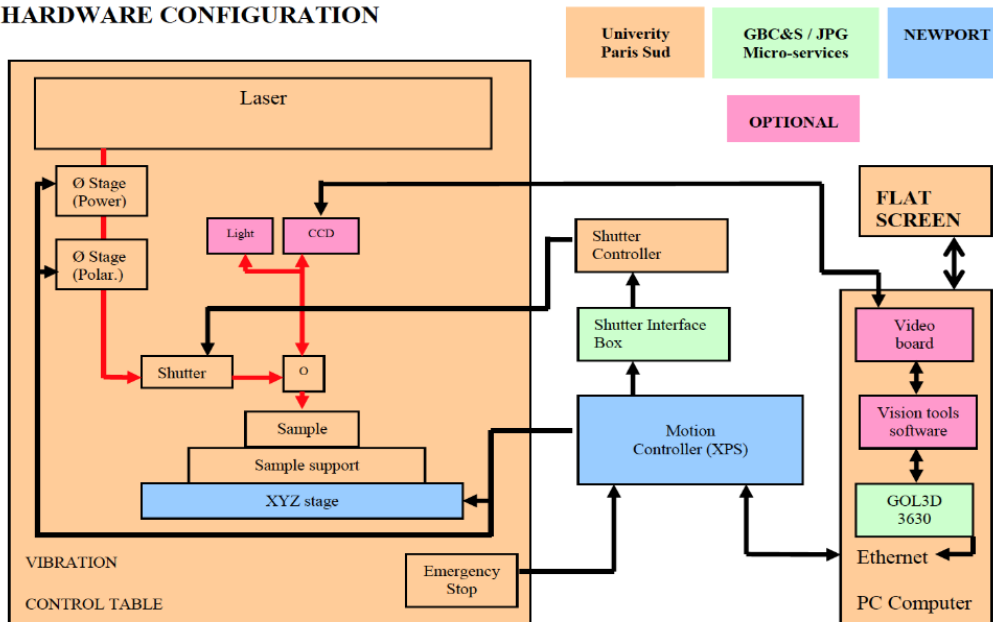 HARDWARE CONFIGURATION
Univerity
Paris Sud
GBC&S / JPG
Micro-services
NEWPORT
OPTIONAL
Laser
Ø Stage
(Power)
Ø Stage
(Polar.)
Light
CCD
Shutter
Controller
FLAT
SCREEN
Shutter Interface
Box
Video
board
Shutter
O
Sample
Sample support
XYZ stage
Motion
Controller (XPS)
Vision tools
software
GOL3D
3630
Ethernet
VIBRATION
CONTROL TABLE
Emergency
Stop
PC Computer